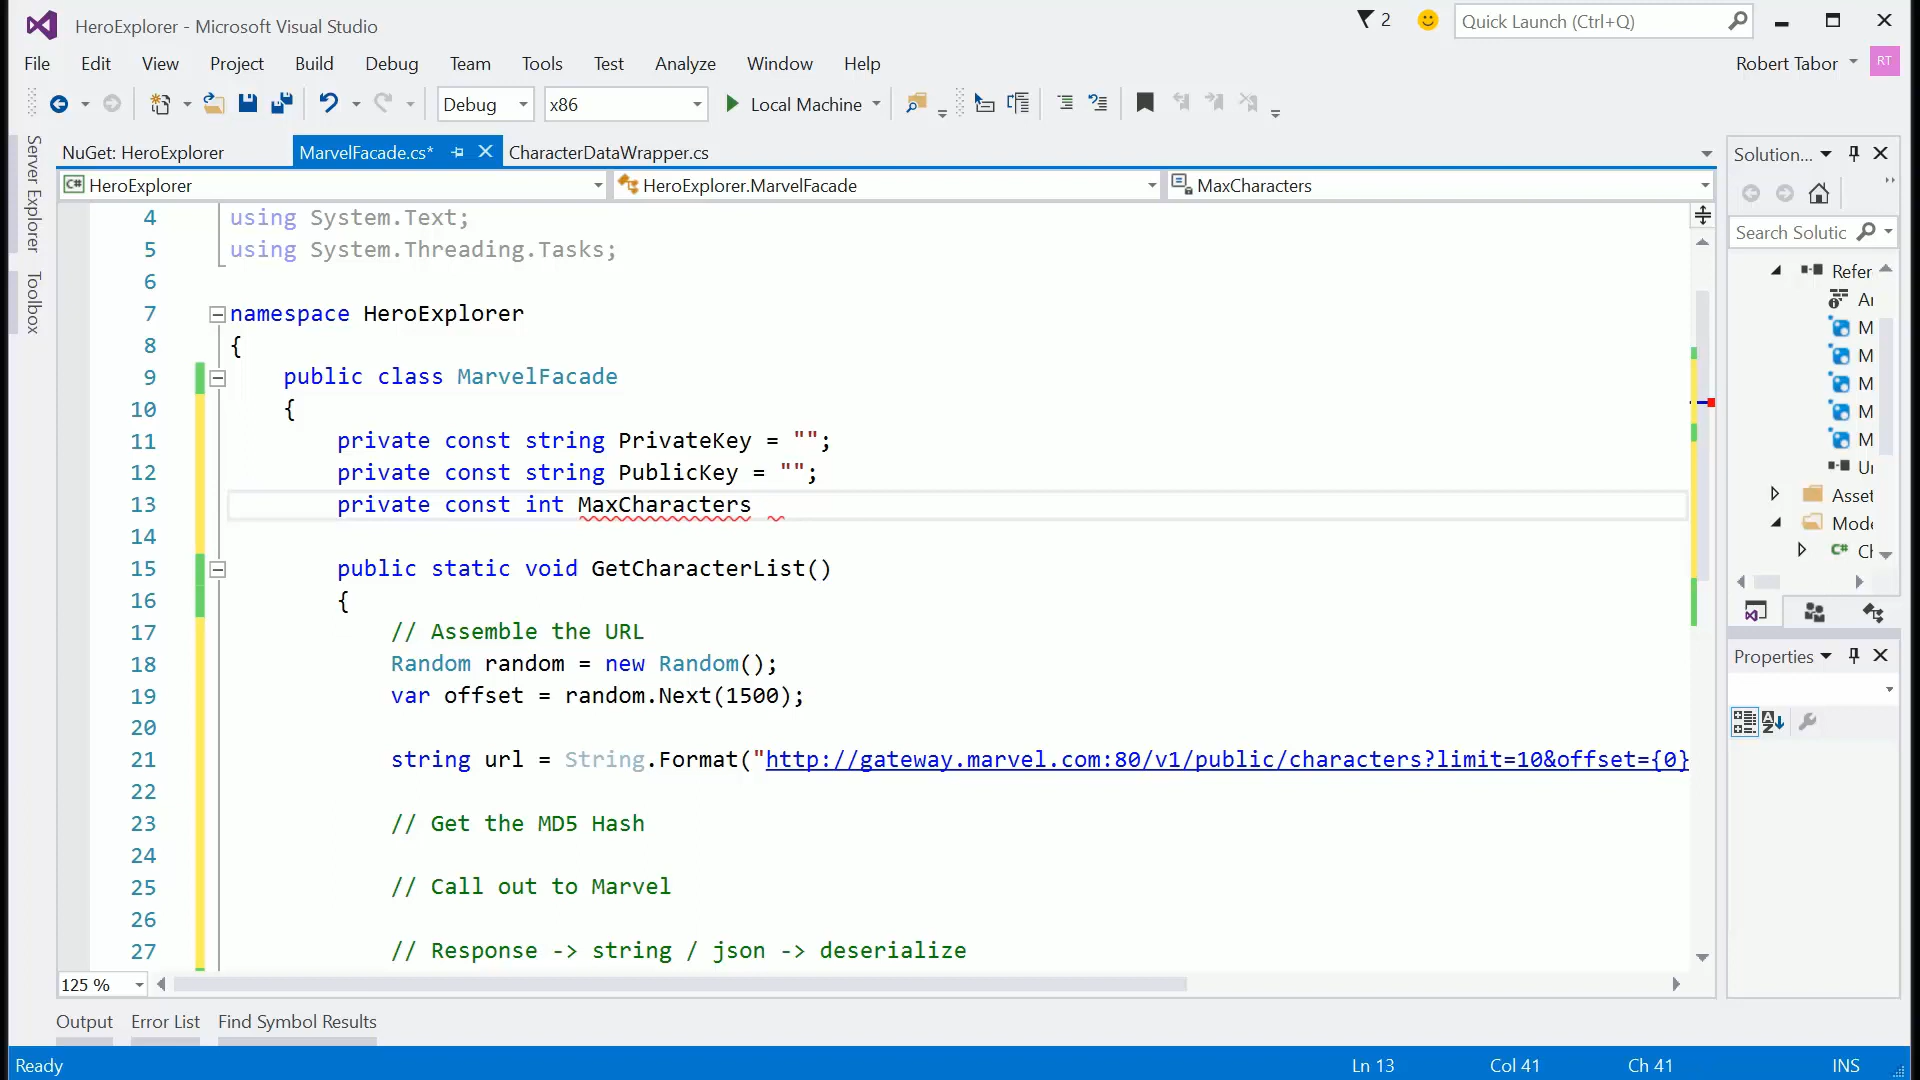 HeroExplorer - Microsoft Visual Studio
2
Quick Launch (Ctrl+Q)
File Edit View Project Build Debug Team Tools Test Analyze Window Help
Robert Tabor RT
Debug x86 Local Machine
Server Explorer
Toolbox
NuGet: HeroExplorer MarvelFacade.cs* CharacterDataWrapper.cs
C# HeroExplorer HeroExplorer.MarvelFacade MaxCharacters
4 using System.Text;
5 using System.Threading.Tasks;
6
7 namespace HeroExplorer
8 {
9 public class MarvelFacade
10 {
11 private const string PrivateKey = "";
12 private const string PublicKey = "";
13 private const int MaxCharacters
14
15 public static void GetCharacterList()
16 {
17 // Assemble the URL
18 Random random = new Random();
19 var offset = random.Next(1500);
20
21 string url = String.Format("http://gateway.marvel.com:80/v1/public/characters?limit=10&offset={0}
22
23 // Get the MD5 Hash
24
25 // Call out to Marvel
26
27 // Response -> string / json -> deserialize
125 %
Solution...
Search Solutic
Refer
M
M
M
M
M
Asset
Mode
C#
Properties
Output Error List Find Symbol Results
Ready Ln 13 Col 41 Ch 41 INS